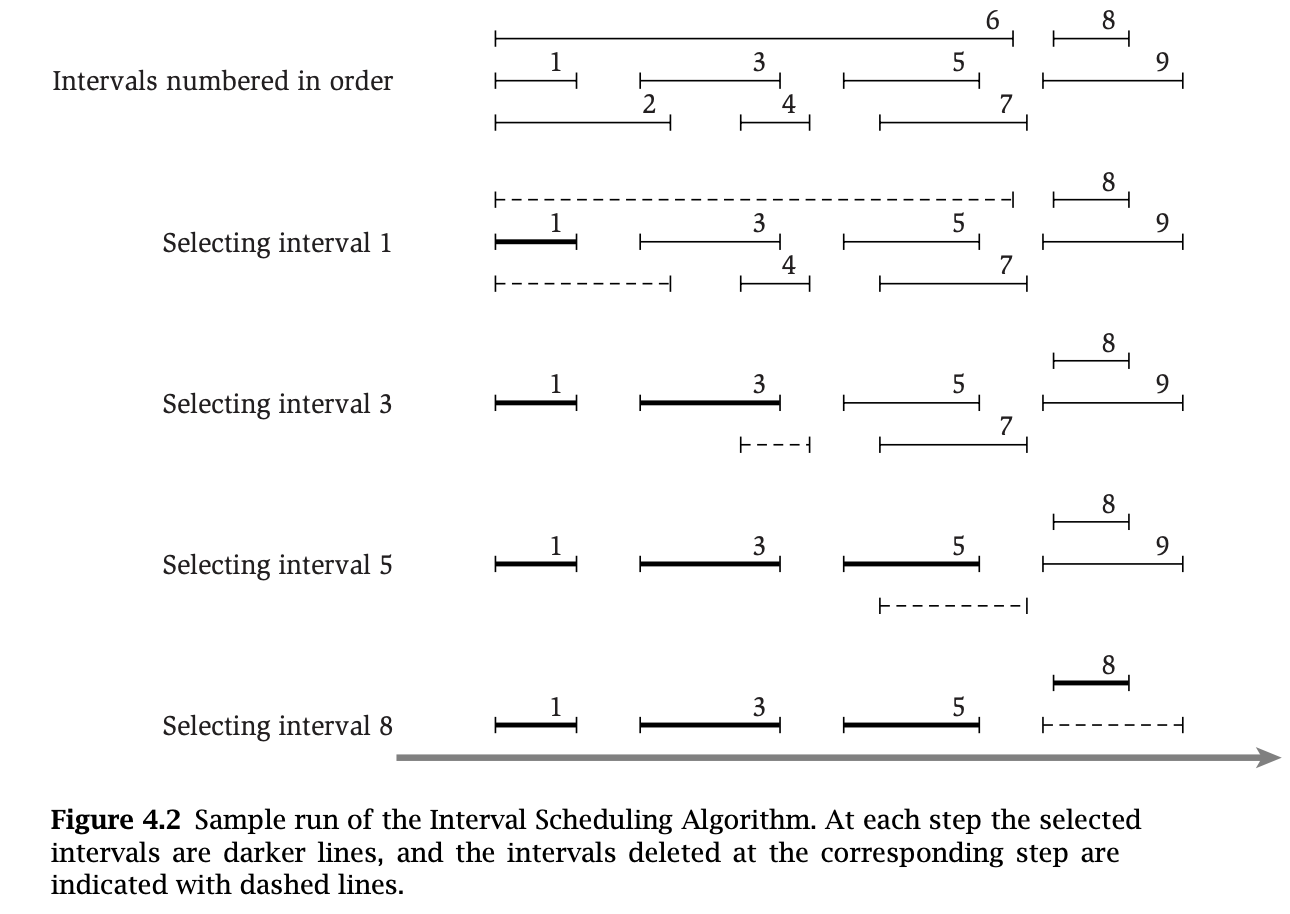 6 8
Intervals numbered in order 1 3 5 9
2 4 7
8
Selecting interval 1 1 3 5 9
4 7
8
Selecting interval 3 1 3 5 9
7
8
Selecting interval 5 1 3 5 9
8
Selecting interval 8 1 3 5
Figure 4.2 Sample run of the Interval Scheduling Algorithm. At each step the selected
intervals are darker lines, and the intervals deleted at the corresponding step are
indicated with dashed lines.